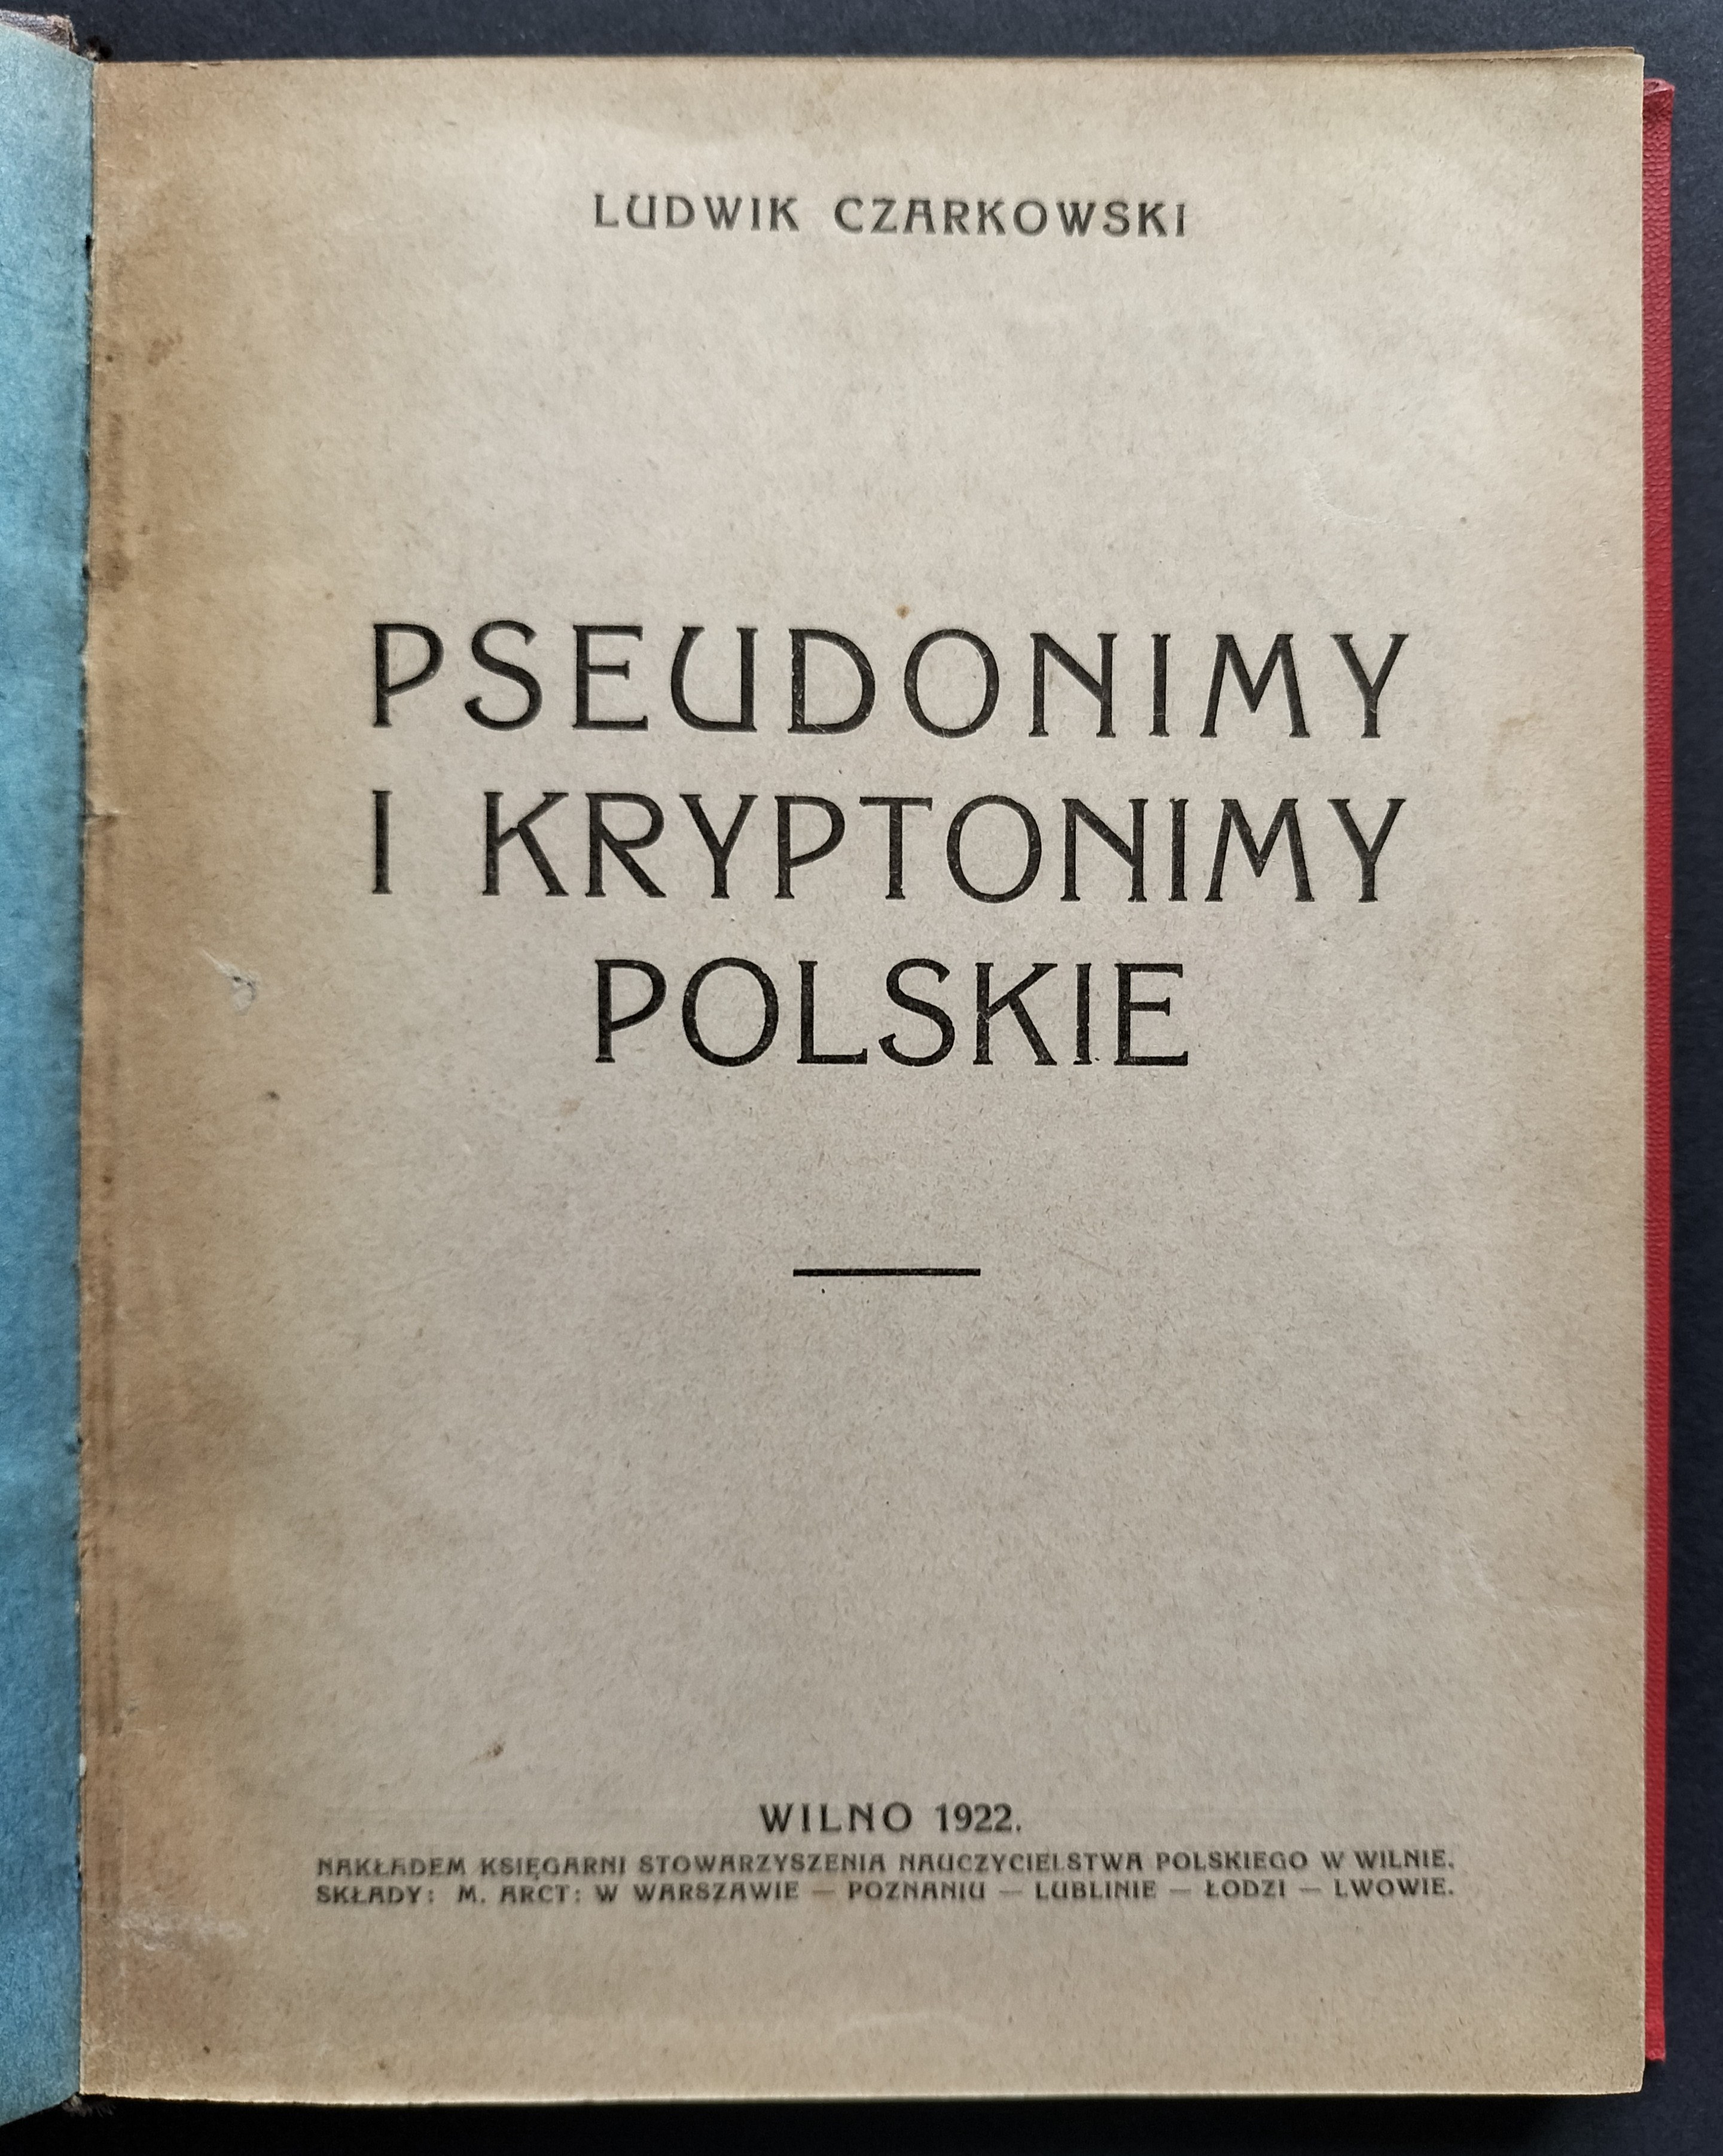 LUDWIK CZARKOWSKI
PSEUDONIMY
I KRYPTONIMY
POLSKIE
WILNO 1922.
NAKŁADEM KSIĘGARNI STOWARZYSZENIA NAUCZYCIELSTWA POLSKIEGO W WILNIE.
SKŁADY: M. ARCT: W WARSZAWIE — POZNANIU — LUBLINIE — ŁODZI — LWOWIE.